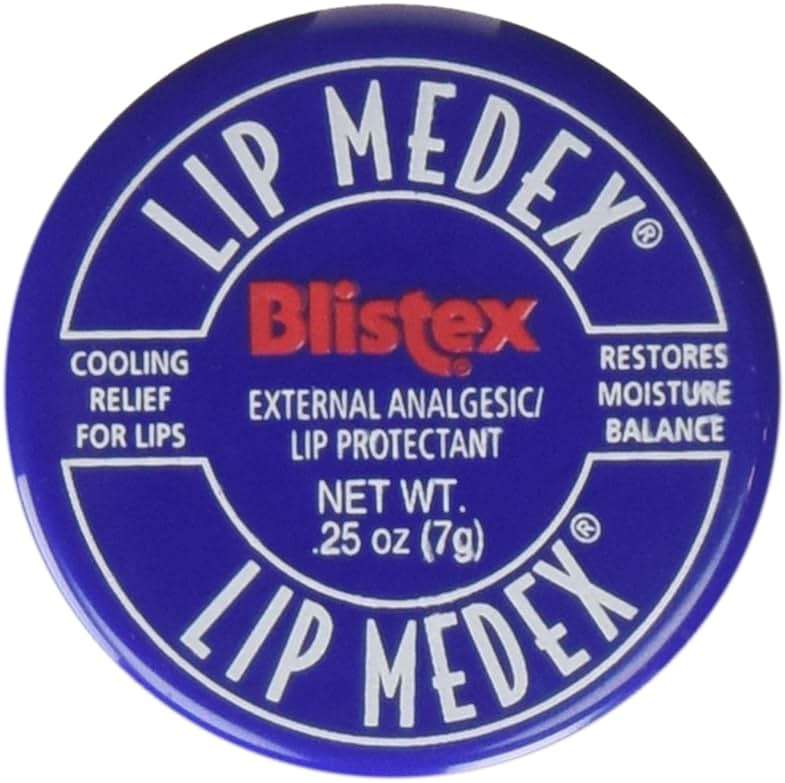 LIP MEDEX®
Blistex®
COOLING
RELIEF
FOR LIPS
EXTERNAL ANALGESIC/
LIP PROTECTANT
RESTORES
MOISTURE
BALANCE
NET WT.
.25 oz (7g)
LIP MEDEX®